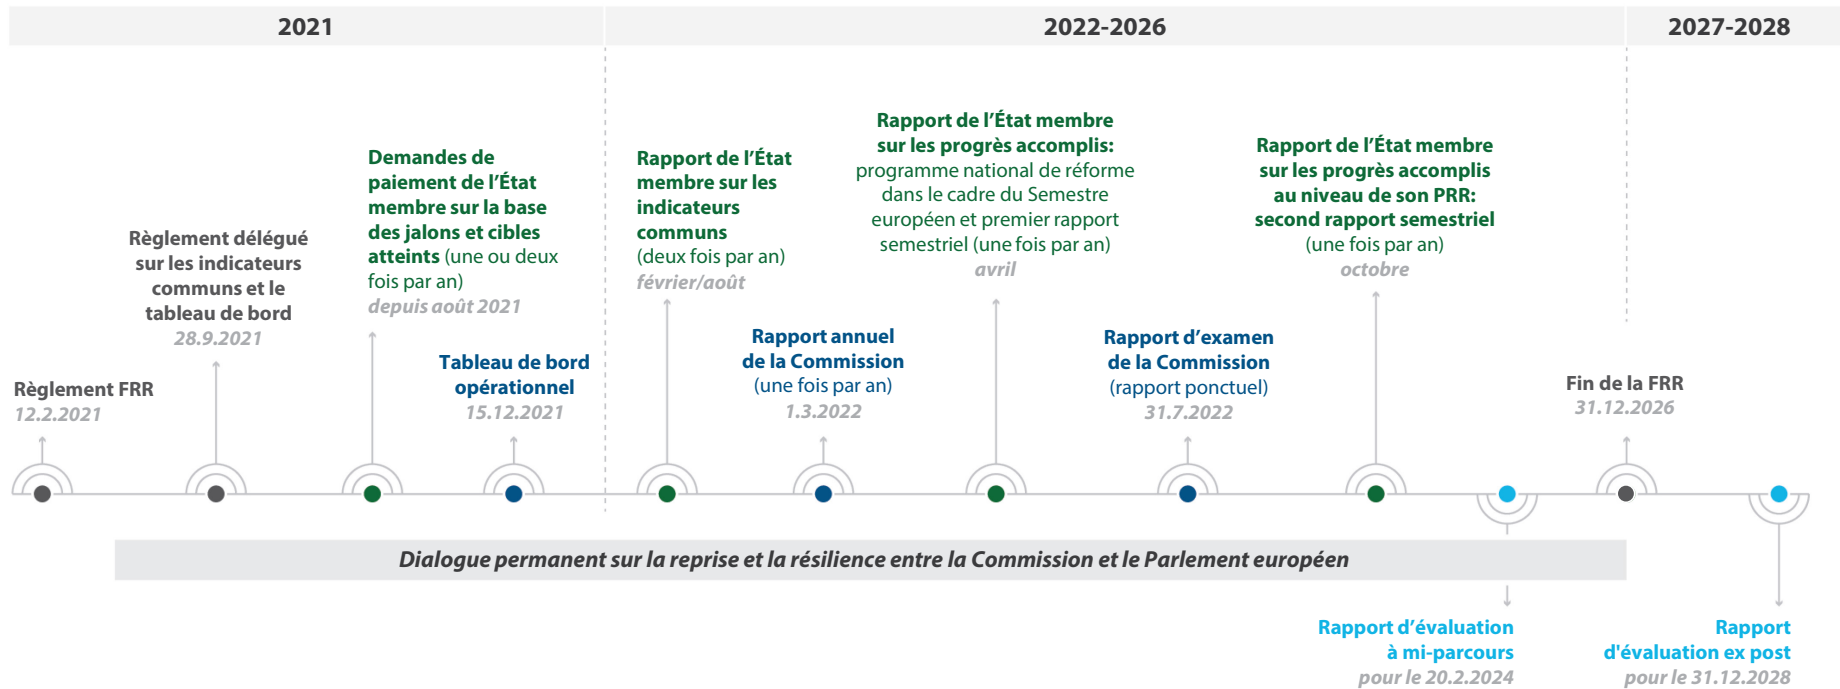 2021
2022-2026
2027-2028
Règlement FRR
12.2.2021
Règlement délégué
sur les indicateurs
communs et le
tableau de bord
28.9.2021
Demandes de
paiement de l’État
membre sur la base
des jalons et cibles
atteints (une ou deux
fois par an)
depuis août 2021
Tableau de bord
opérationnel
15.12.2021
Rapport de l’État
membre sur les
indicateurs
communs
(deux fois par an)
février/août
Rapport annuel
de la Commission
(une fois par an)
1.3.2022
Rapport de l’État membre
sur les progrès accomplis:
programme national de réforme
dans le cadre du Semestre
européen et premier rapport
semestriel (une fois par an)
avril
Rapport d’examen
de la Commission
(rapport ponctuel)
31.7.2022
Rapport de l’État membre
sur les progrès accomplis
au niveau de son PRR:
second rapport semestriel
(une fois par an)
octobre
Fin de la FRR
31.12.2026
Dialogue permanent sur la reprise et la résilience entre la Commission et le Parlement européen
Rapport d’évaluation
à mi-parcours
pour le 20.2.2024
Rapport
d'évaluation ex post
pour le 31.12.2028